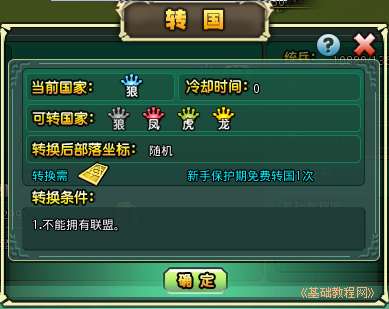 转国
当前国家： 狼 冷却时间：0
可转国家： 狼 凤 虎 龙
转换后部落坐标： 随机
转换需 新手保护期免费转国1次
转换条件：
1.不能拥有联盟。
确定
《基础教程网》